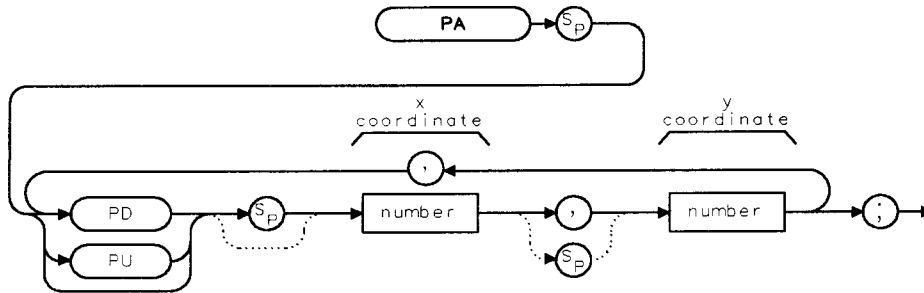 PA SP
x coordinate
y coordinate
,
PD SP number , number ;
PU SP